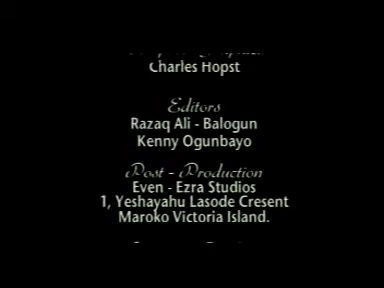 Charles Hopst
Editors
Razaq Ali - Balogun
Kenny Ogunbayo
Post - Production
Even - Ezra Studios
1, Yeshayahu Lasode Cresent
Maroko Victoria Island.